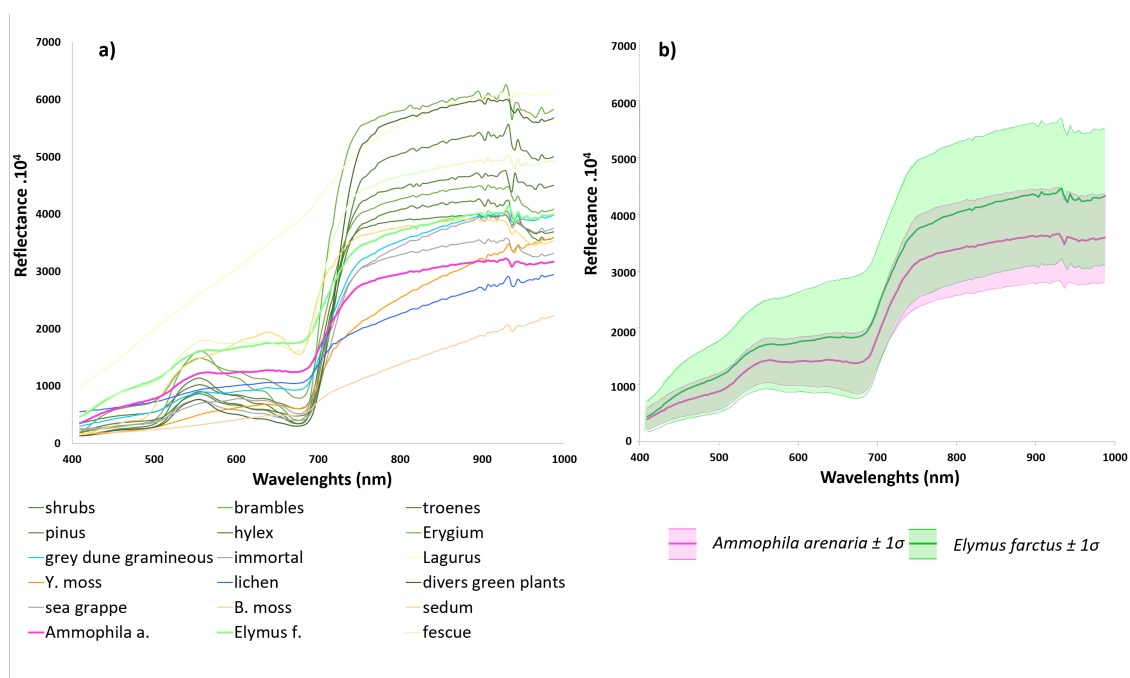 a)
7000
6000
5000
4000
3000
2000
1000
0
Reflectance .10⁴
400 500 600 700 800 900 1000
Wavelenghts (nm)
shrubs brambles troenes
pinus hylex Erygium
grey dune gramineous immortal Lagurus
Y. moss lichen divers green plants
sea grappe B. moss sedum
Ammophila a. Elymus f. fescue
b)
7000
6000
5000
4000
3000
2000
1000
0
Reflectance .10⁴
400 500 600 700 800 900 1000
Wavelenghts (nm)
Ammophila arenaria ± 1σ Elymus farctus ± 1σ